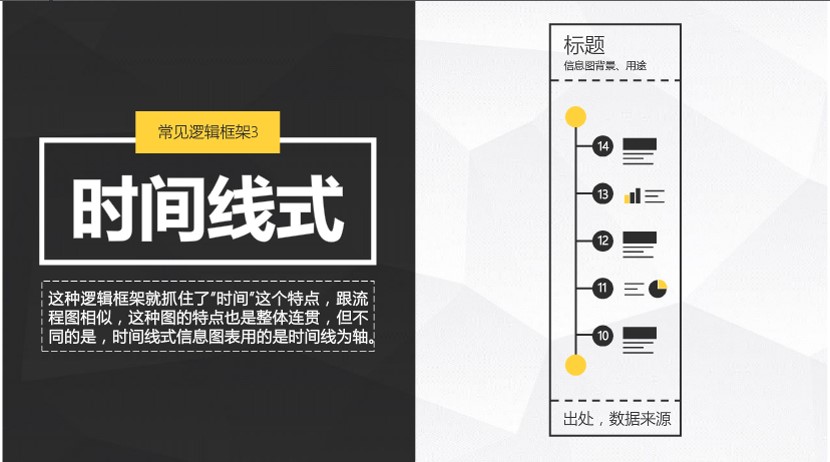 常见逻辑框架3
时间线式
这种逻辑框架就抓住了"时间"这个特点，跟流
程图相似，这种图的特点也是整体连贯，但不
同的是，时间线式信息图表用的是时间线为轴。
标题
信息图背景、用途
14
13
12
11
10
出处，数据来源